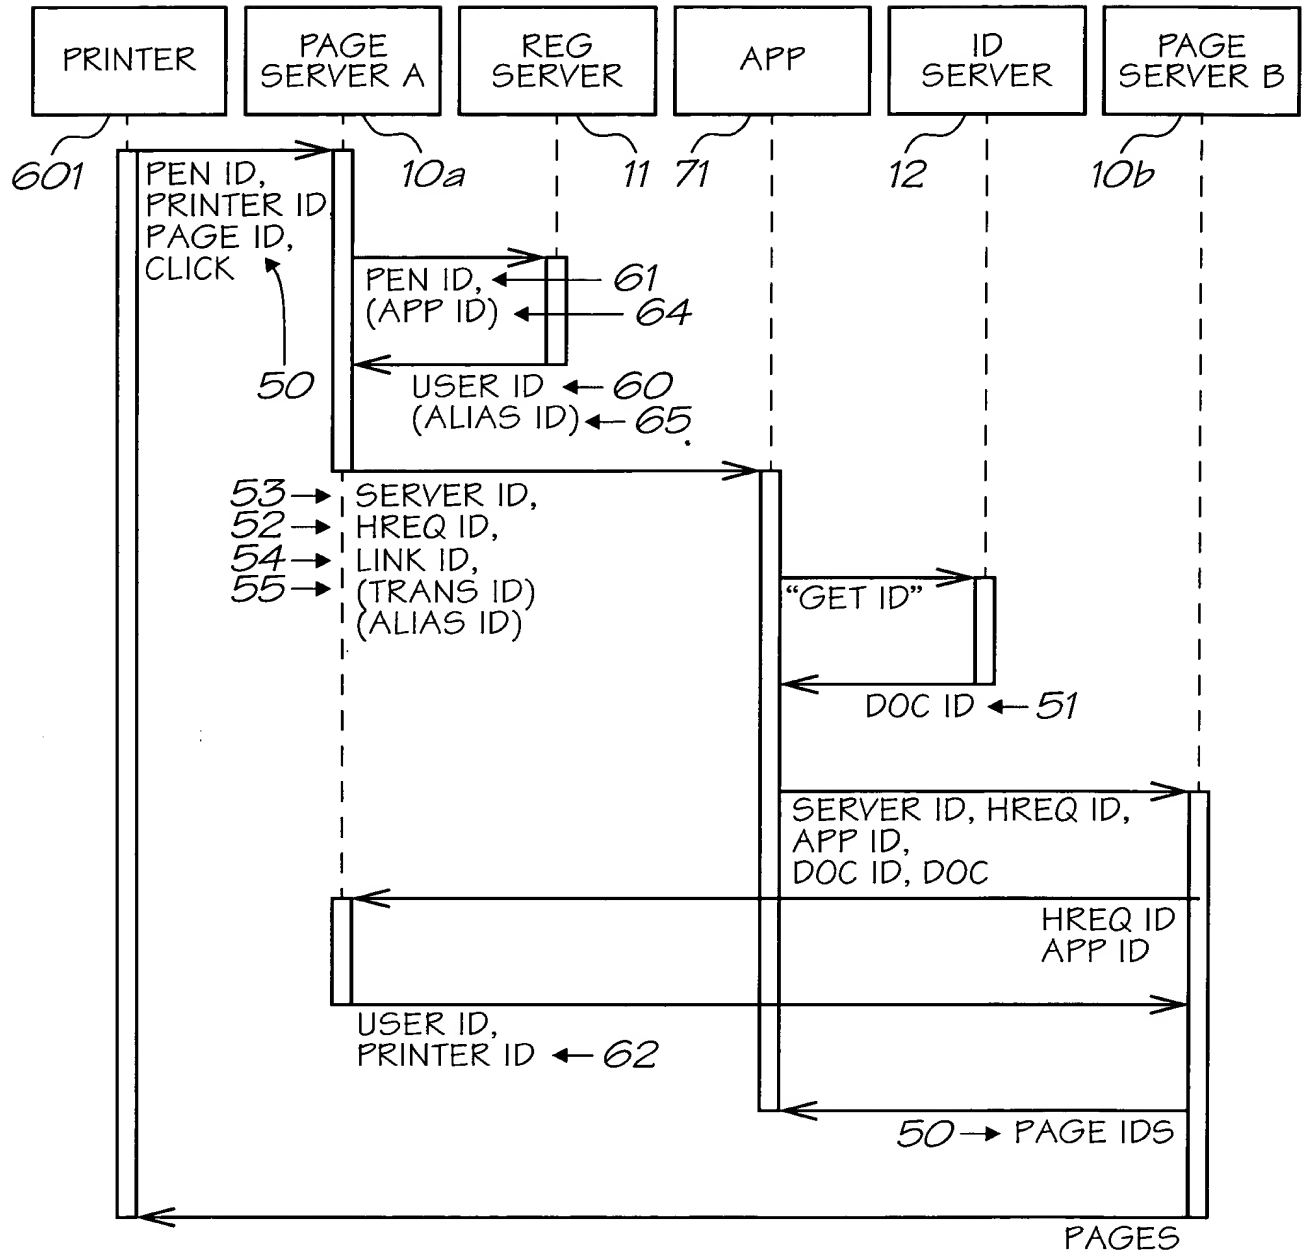 PRINTER
PAGE
SERVER A
REG
SERVER
APP
ID
SERVER
PAGE
SERVER B
601
10a
11
71
12
10b
PEN ID,
PRINTER ID
PAGE ID,
CLICK
50
PEN ID, 61
(APP ID) 64
USER ID 60
(ALIAS ID) 65
53 SERVER ID,
52 HREQ ID,
54 LINK ID,
55 (TRANS ID)
(ALIAS ID)
“GET ID”
DOC ID 51
SERVER ID, HREQ ID,
APP ID,
DOC ID, DOC
HREQ ID
APP ID
USER ID,
PRINTER ID 62
50 PAGE IDS
PAGES